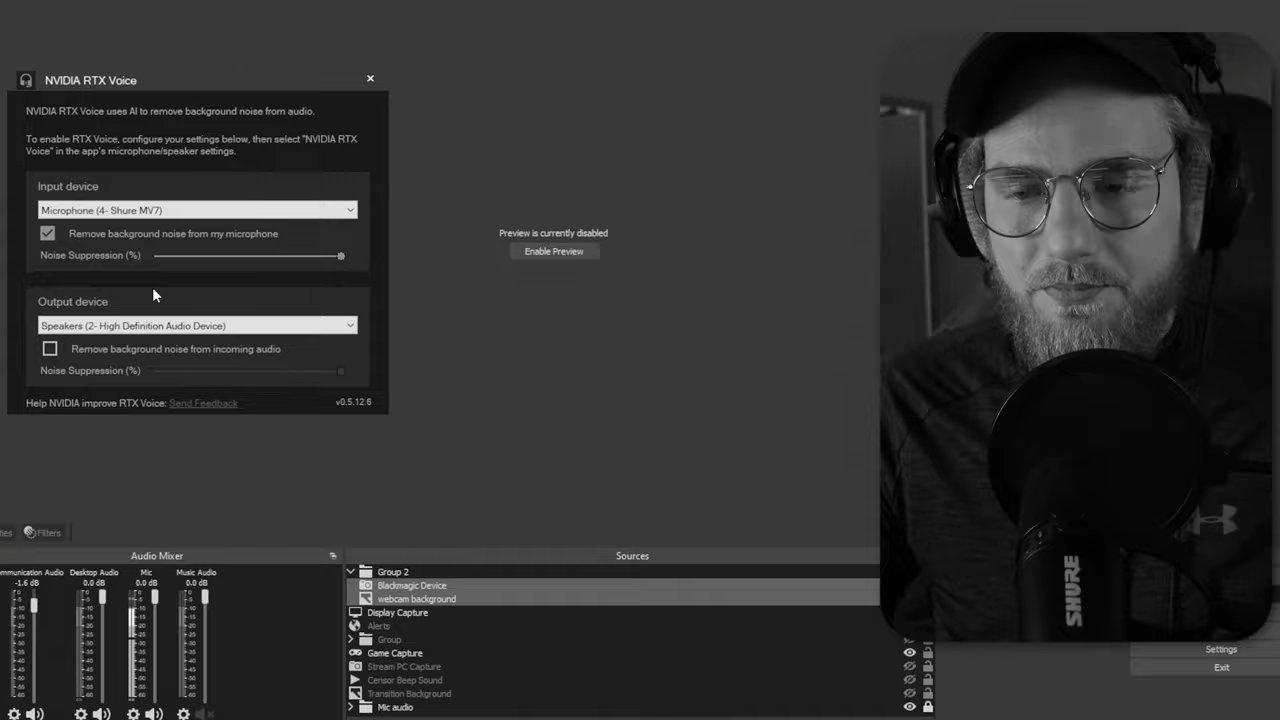 NVIDIA RTX Voice
NVIDIA RTX Voice uses AI to remove background noise from audio.
To enable RTX Voice, configure your settings below, then select "NVIDIA RTX
Voice" in the app's microphone/speaker settings.
Input device
Microphone (4- Shure MV7)
Remove background noise from my microphone
Noise Suppression (%)
Output device
Speakers (2- High Definition Audio Device)
Remove background noise from incoming audio
Noise Suppression (%)
Help NVIDIA improve RTX Voice: Send Feedback
v0.5.12.6
Preview is currently disabled
Enable Preview
ties
Filters
Audio Mixer
mmunication Audio
-1.6 dB
Desktop Audio
0.0 dB
Mic
0.0 dB
Music Audio
0.0 dB
Sources
Group 2
Blackmagic Device
webcam background
Display Capture
Alerts
Group
Game Capture
Stream PC Capture
Censor Beep Sound
Transition Background
Mic audio
Settings
Exit
SHURE